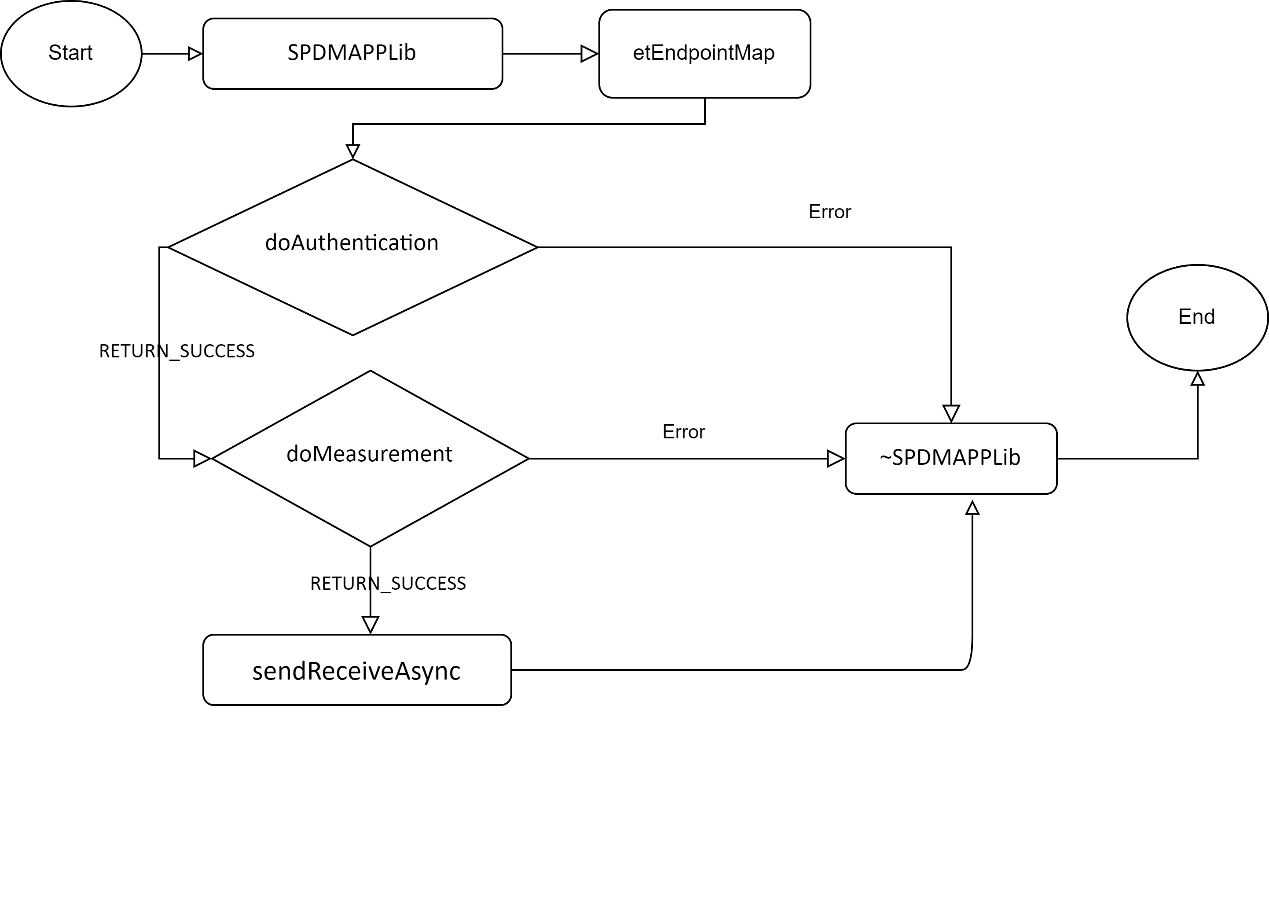 Start
SPDMAPPLib
etEndpointMap
doAuthentication
Error
RETURN_SUCCESS
End
doMeasurement
Error
~SPDMAPPLib
RETURN_SUCCESS
sendReceiveAsync